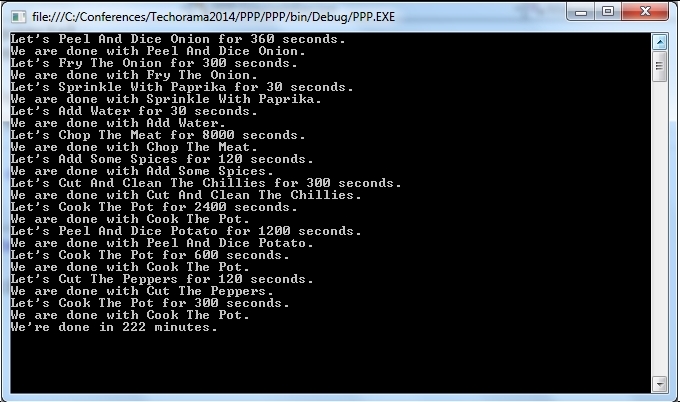 file:///C:/Conferences/Techorama2014/PPP/PPP/bin/Debug/PPP.EXE
Let's Peel And Dice Onion for 360 seconds.
We are done with Peel And Dice Onion.
Let's Fry The Onion for 300 seconds.
We are done with Fry The Onion.
Let's Sprinkle With Paprika for 30 seconds.
We are done with Sprinkle With Paprika.
Let's Add Water for 30 seconds.
We are done with Add Water.
Let's Chop The Meat for 8000 seconds.
We are done with Chop The Meat.
Let's Add Some Spices for 120 seconds.
We are done with Add Some Spices.
Let's Cut And Clean The Chillies for 300 seconds.
We are done with Cut And Clean The Chillies.
Let's Cook The Pot for 2400 seconds.
We are done with Cook The Pot.
Let's Peel And Dice Potato for 1200 seconds.
We are done with Peel And Dice Potato.
Let's Cook The Pot for 600 seconds.
We are done with Cook The Pot.
Let's Cut The Peppers for 120 seconds.
We are done with Cut The Peppers.
Let's Cook The Pot for 300 seconds.
We are done with Cook The Pot.
We're done in 222 minutes.